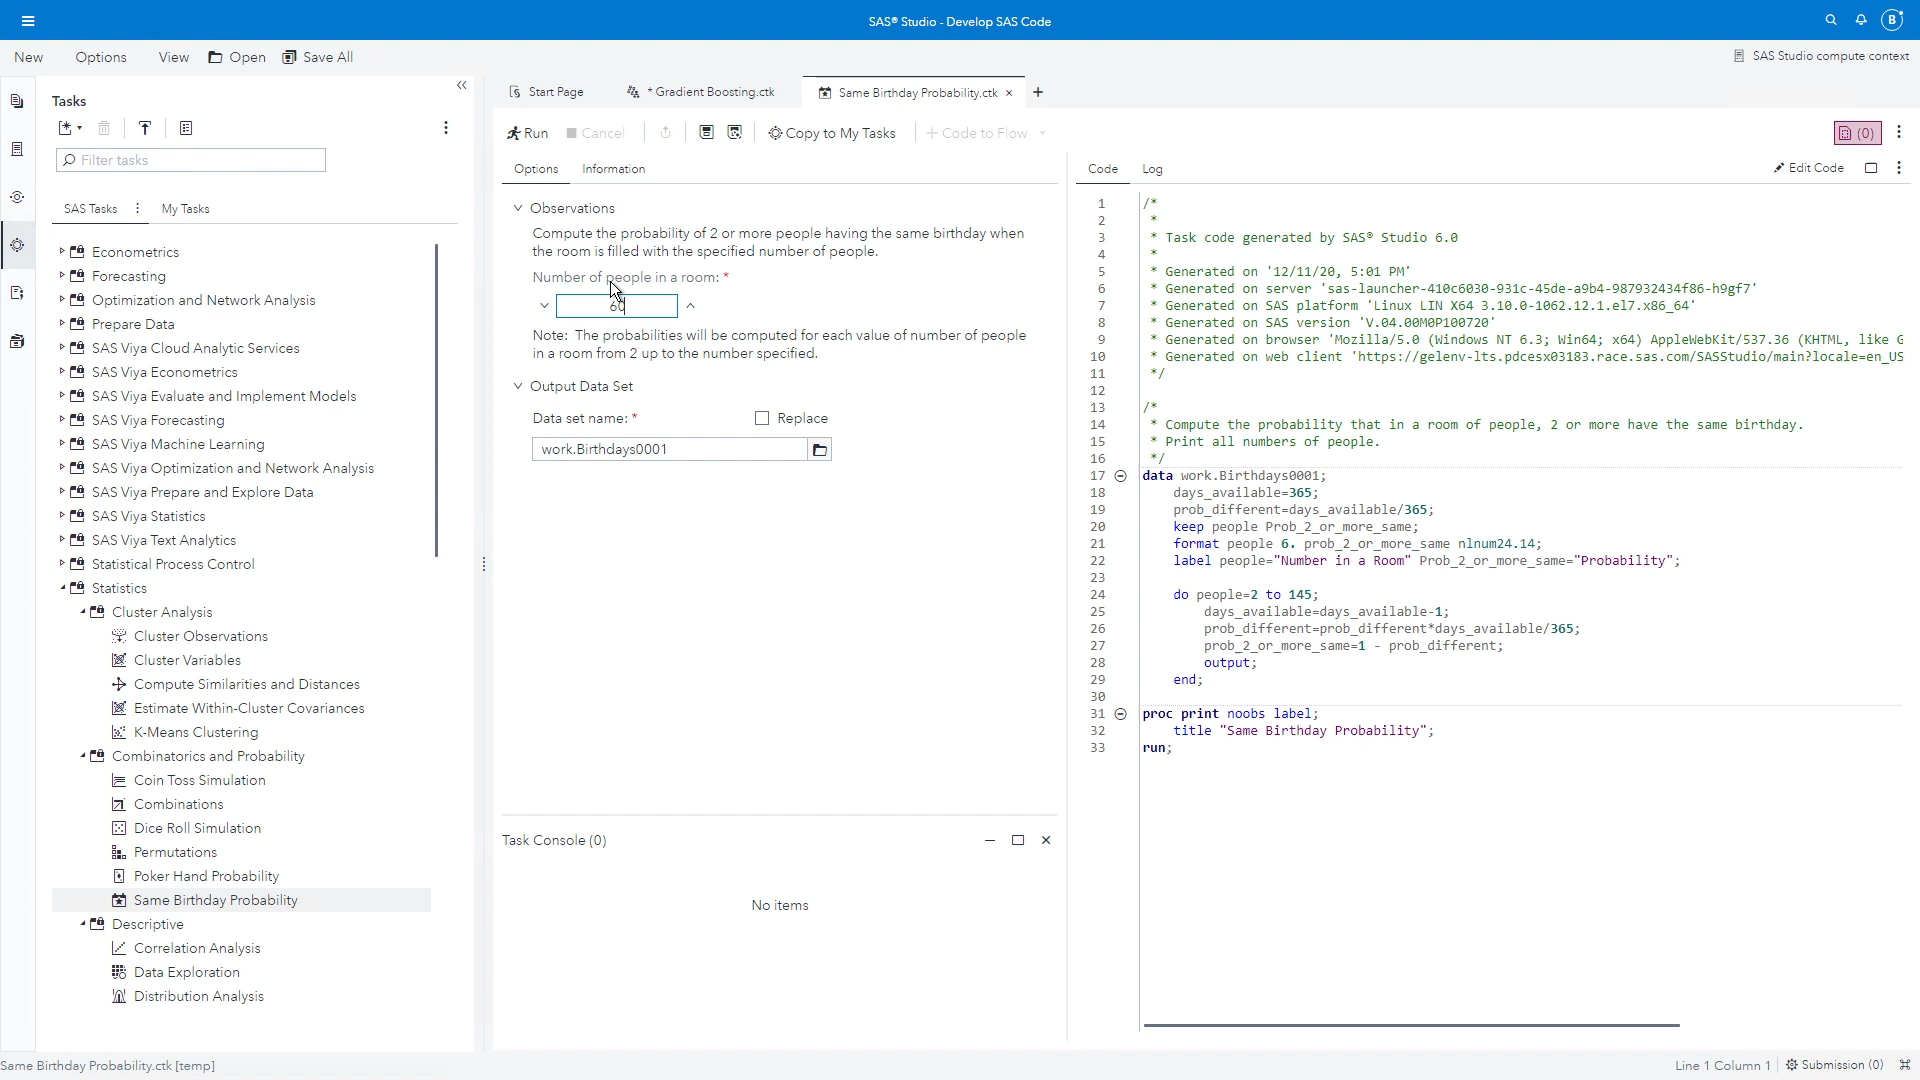 SAS® Studio - Develop SAS Code
B
New
Options
View
Open
Save All
SAS Studio compute context
Tasks
Filter tasks
SAS Tasks
My Tasks
Econometrics
Forecasting
Optimization and Network Analysis
Prepare Data
SAS Viya Cloud Analytic Services
SAS Viya Econometrics
SAS Viya Evaluate and Implement Models
SAS Viya Forecasting
SAS Viya Machine Learning
SAS Viya Optimization and Network Analysis
SAS Viya Prepare and Explore Data
SAS Viya Statistics
SAS Viya Text Analytics
Statistical Process Control
Statistics
Cluster Analysis
Cluster Observations
Cluster Variables
Compute Similarities and Distances
Estimate Within-Cluster Covariances
K-Means Clustering
Combinatorics and Probability
Coin Toss Simulation
Combinations
Dice Roll Simulation
Permutations
Poker Hand Probability
Same Birthday Probability
Descriptive
Correlation Analysis
Data Exploration
Distribution Analysis
Start Page
* Gradient Boosting.ctk
Same Birthday Probability.ctk
Run
Cancel
Copy to My Tasks
Code to Flow
(0)
Options
Information
Observations
Compute the probability of 2 or more people having the same birthday when
the room is filled with the specified number of people.
Number of people in a room: *
60
Note: The probabilities will be computed for each value of number of people
in a room from 2 up to the number specified.
Output Data Set
Data set name: *
Replace
work.Birthdays0001
Task Console (0)
No items
Code
Log
Edit Code
1 /*
2 *
3 * Task code generated by SAS® Studio 6.0
4 *
5 * Generated on '12/11/20, 5:01 PM'
6 * Generated on server 'sas-launcher-410c6030-931c-45de-a9b4-987932434f86-h9gf7'
7 * Generated on SAS platform 'Linux LIN X64 3.10.0-1062.12.1.el7.x86_64'
8 * Generated on SAS version 'V.04.00M0P100720'
9 * Generated on browser 'Mozilla/5.0 (Windows NT 6.3; Win64; x64) AppleWebKit/537.36 (KHTML, like G
10 * Generated on web client 'https://gelenv-lts.pdcesx03183.race.sas.com/SASStudio/main?locale=en_US
11 */
12
13 /*
14 * Compute the probability that in a room of people, 2 or more have the same birthday.
15 * Print all numbers of people.
16 */
17 data work.Birthdays0001;
18 days_available=365;
19 prob_different=days_available/365;
20 keep people Prob_2_or_more_same;
21 format people 6. prob_2_or_more_same nlnum24.14;
22 label people="Number in a Room" Prob_2_or_more_same="Probability";
23
24 do people=2 to 145;
25 days_available=days_available-1;
26 prob_different=prob_different*days_available/365;
27 prob_2_or_more_same=1 - prob_different;
28 output;
29 end;
30
31 proc print noobs label;
32 title "Same Birthday Probability";
33 run;
Same Birthday Probability.ctk [temp]
Line 1 Column 1
Submission (0)